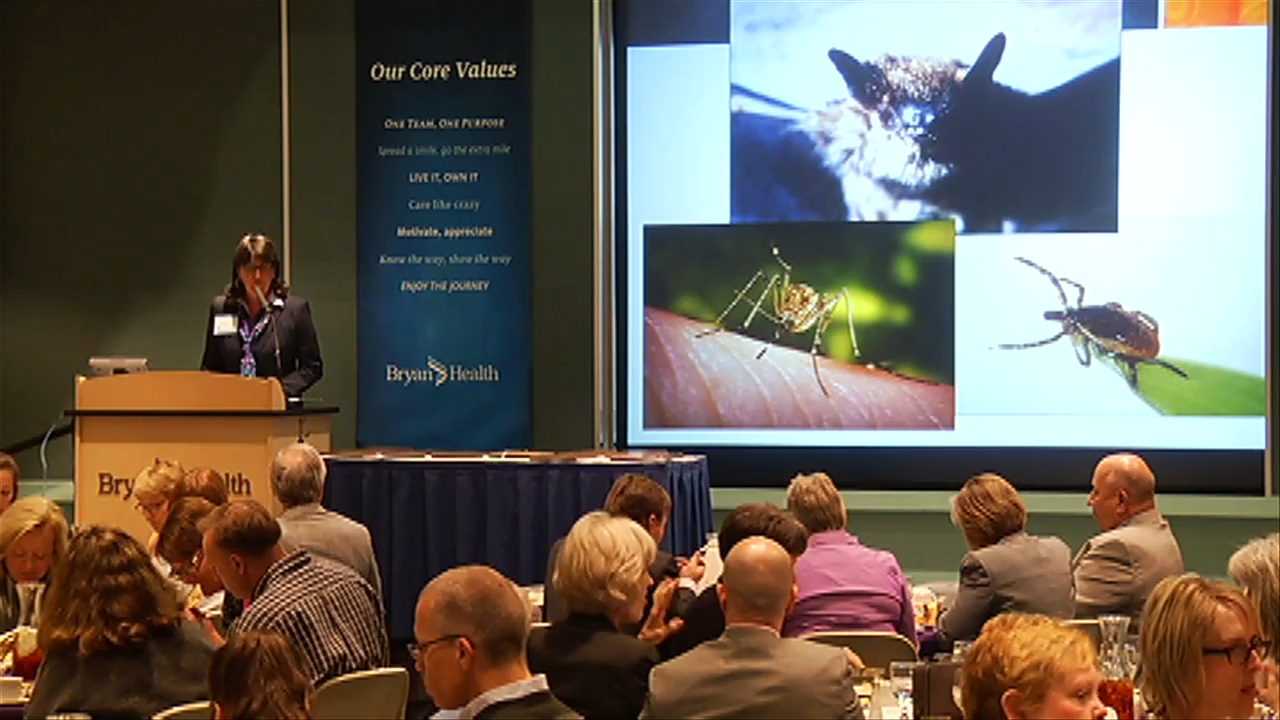 Our Core Values
ONE TEAM, ONE PURPOSE
Spread a smile, go the extra mile
LIVE IT, OWN IT
Care like crazy
Motivate, appreciate
Know the way, show the way
ENJOY THE JOURNEY
Bryan Health
Bry lth